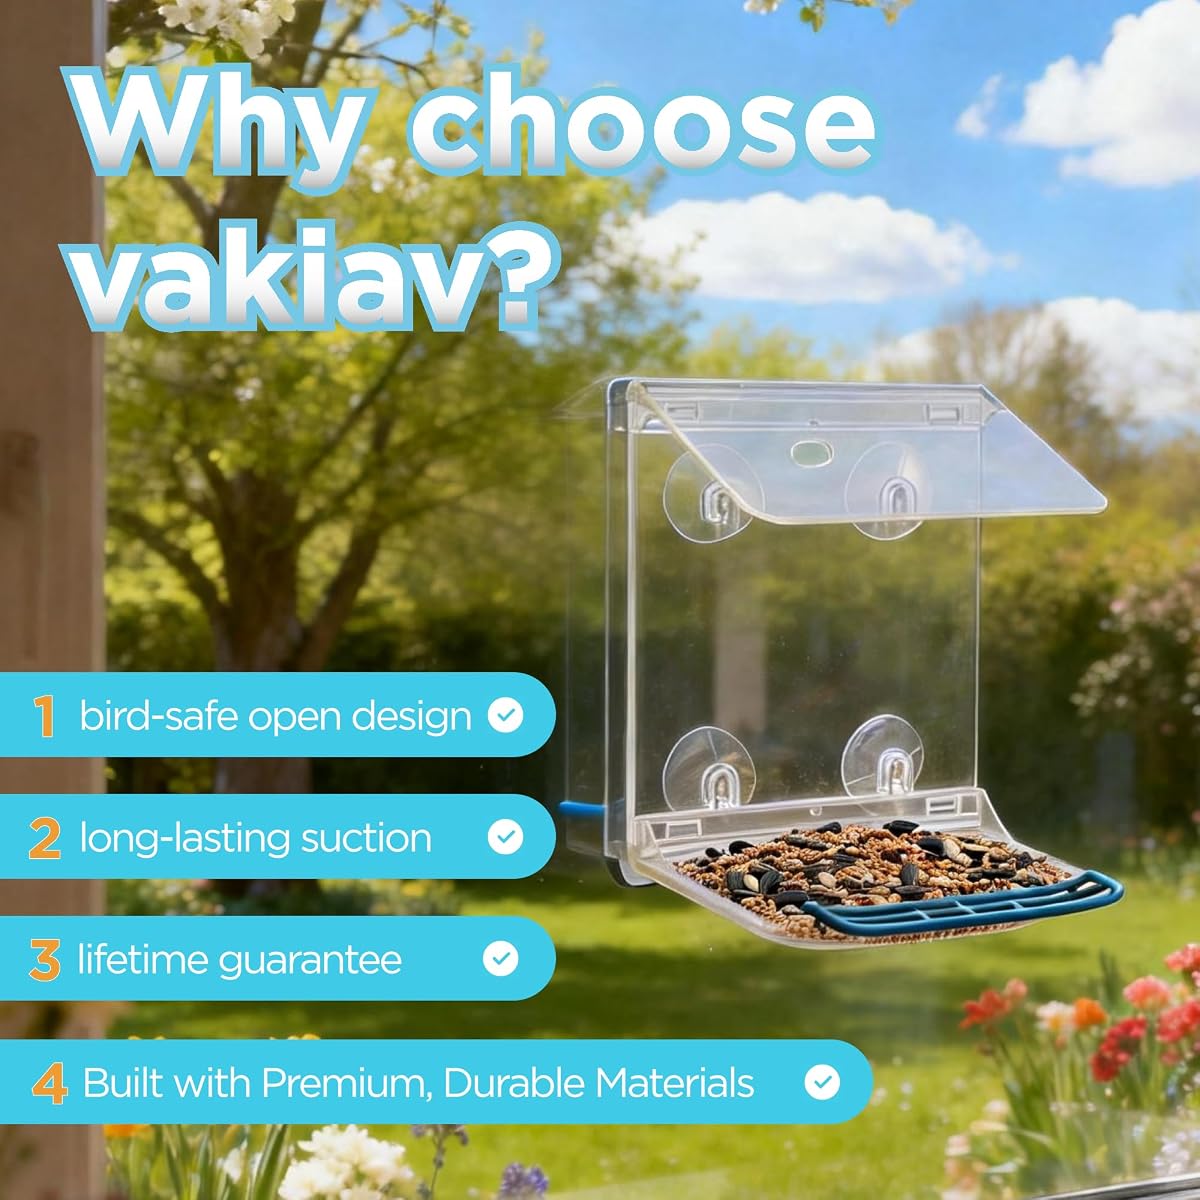 Why choose
vakiav?
1 bird-safe open design
2 long-lasting suction
3 lifetime guarantee
4 Built with Premium, Durable Materials